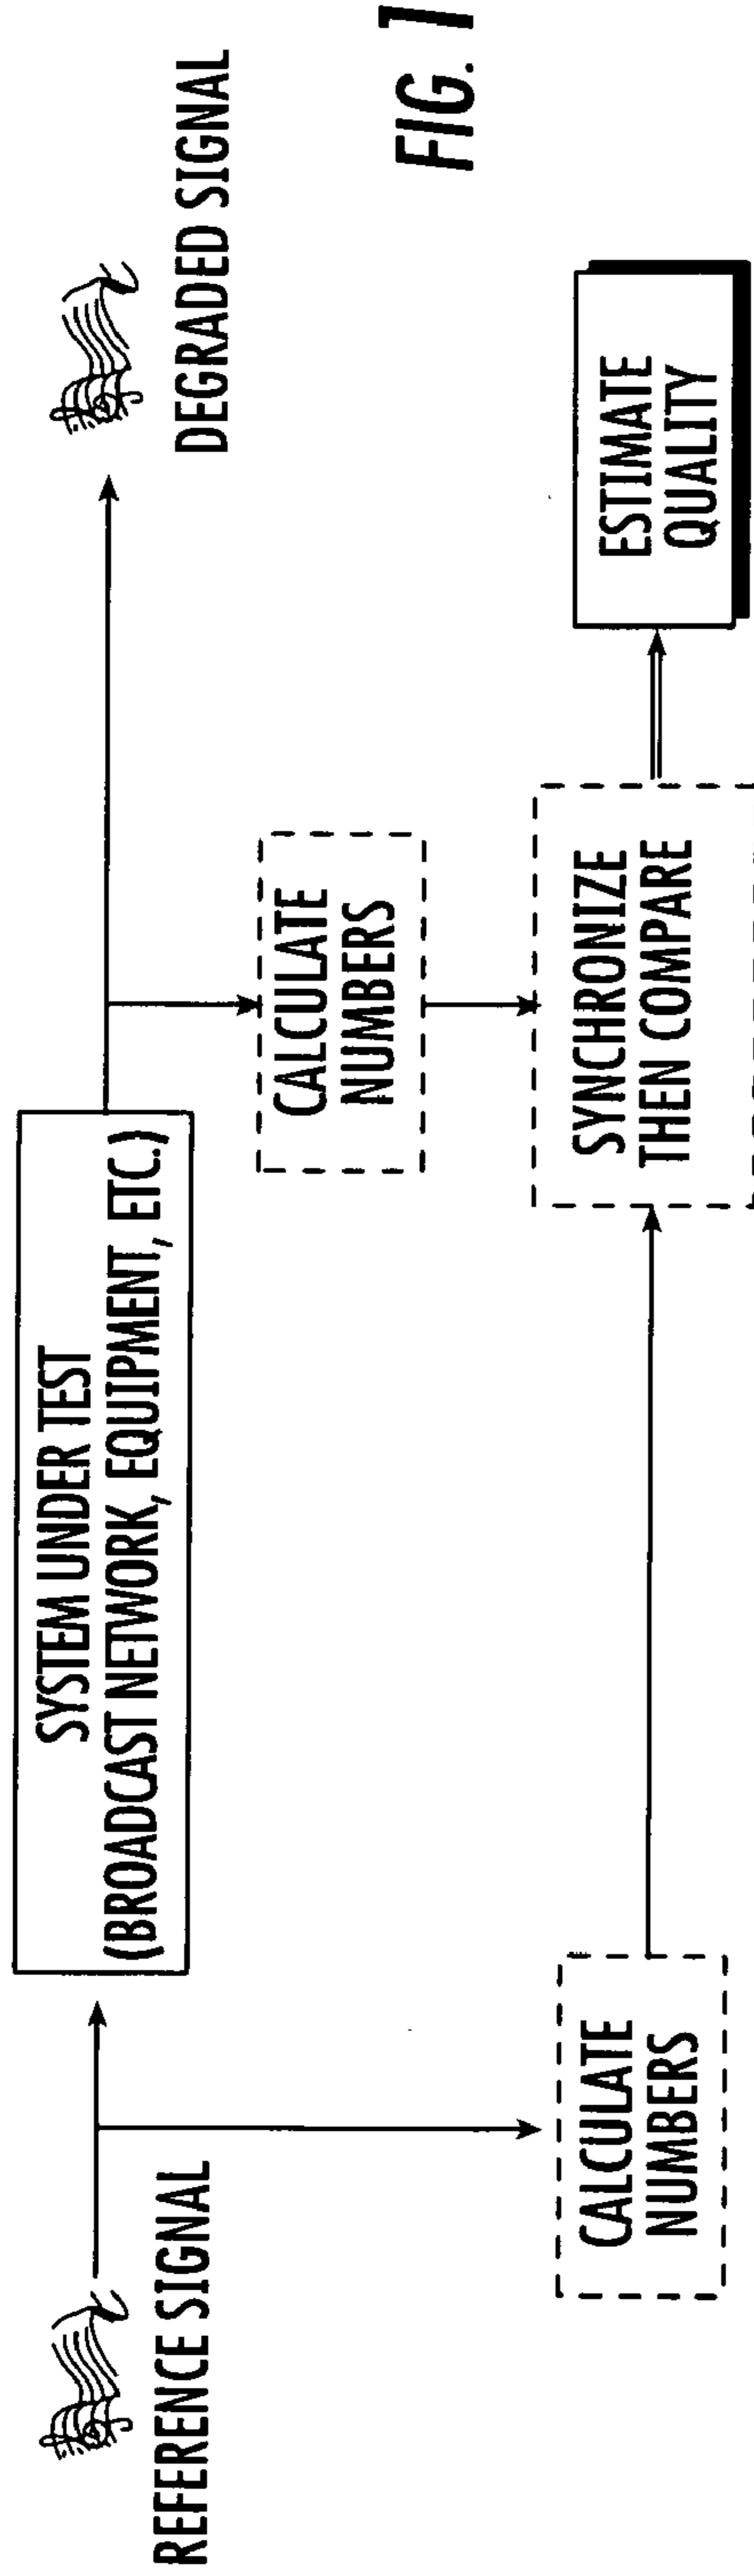 REFERENCE SIGNAL
SYSTEM UNDER TEST
(BROADCAST NETWORK, EQUIPMENT, ETC.)
DEGRADED SIGNAL
CALCULATE
NUMBERS
CALCULATE
NUMBERS
SYNCHRONIZE
THEN COMPARE
ESTIMATE
QUALITY
FIG. 1